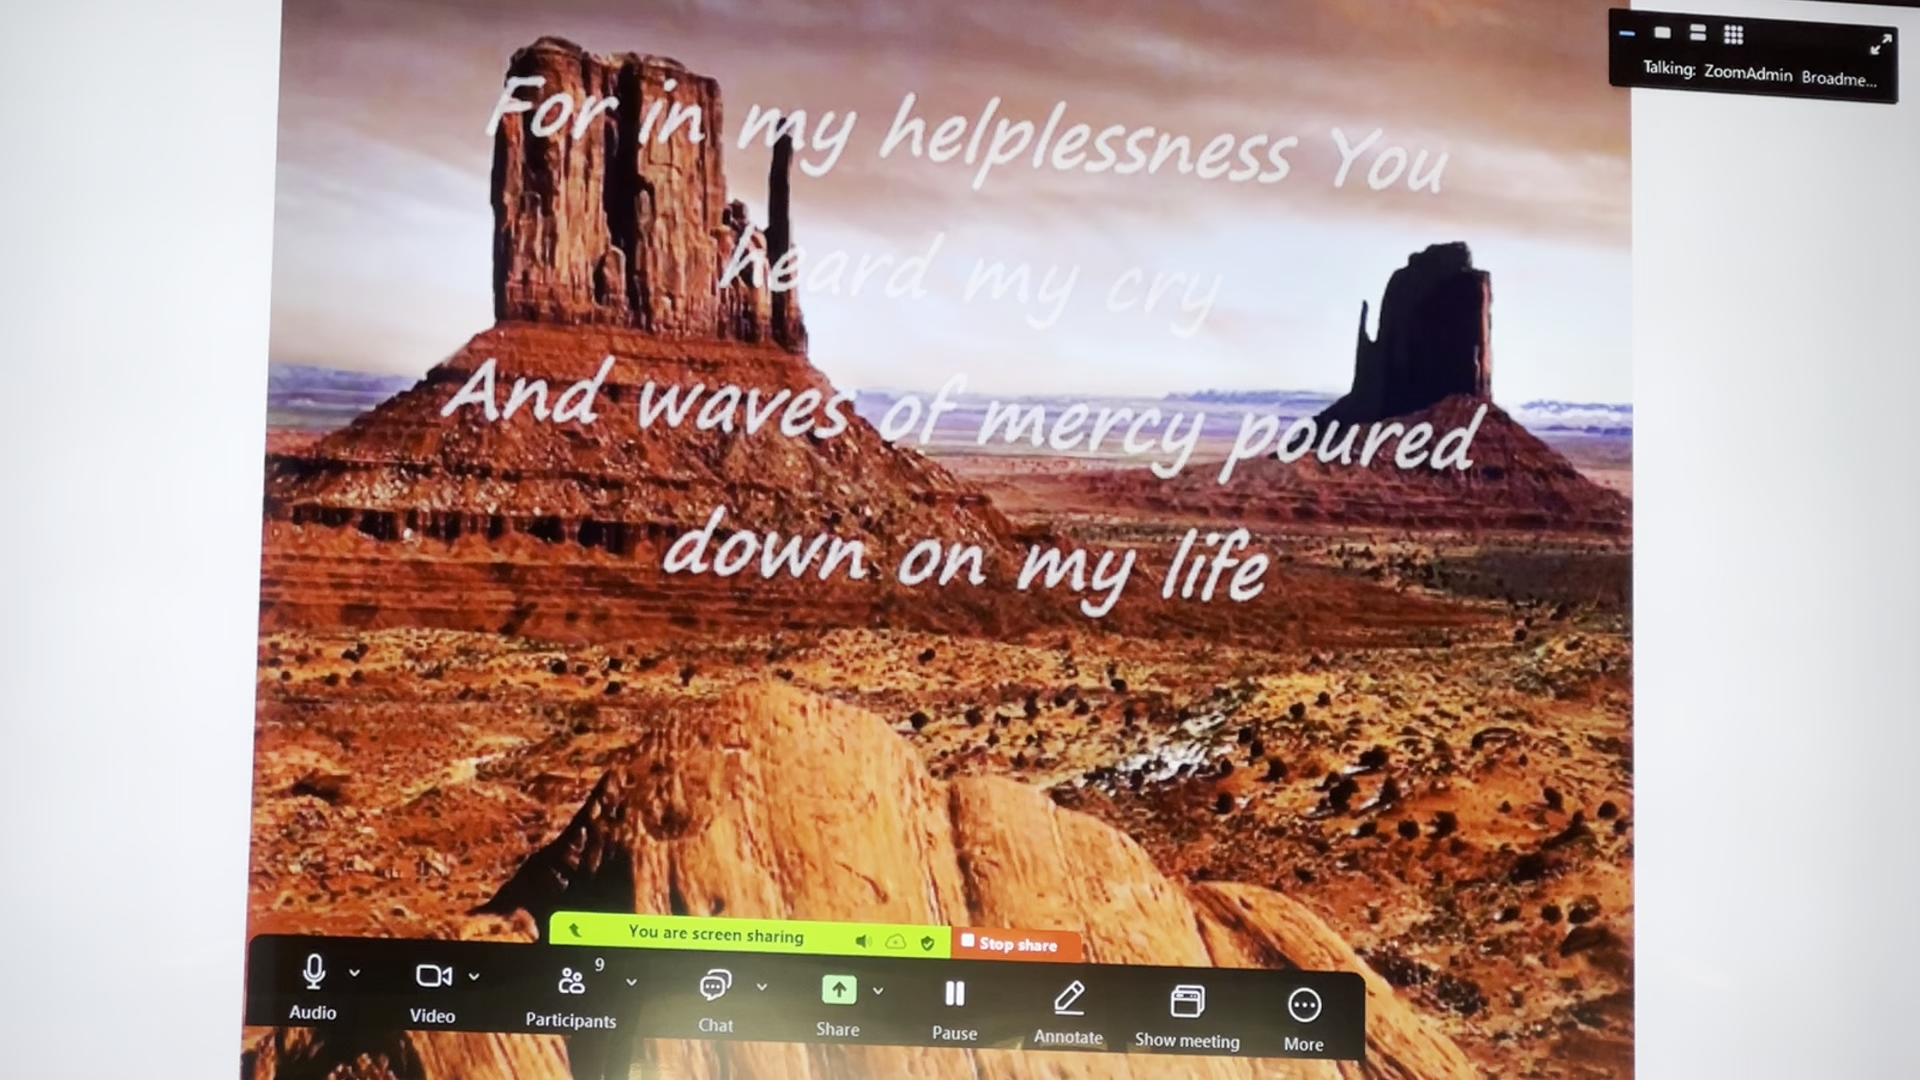 Talking: ZoomAdmin Broadme...
For in my helplessness You
heard my cry
And waves of mercy poured
down on my life
You are screen sharing
Stop share
Audio
Video
9
Participants
Chat
Share
Pause
Annotate
Show meeting
More